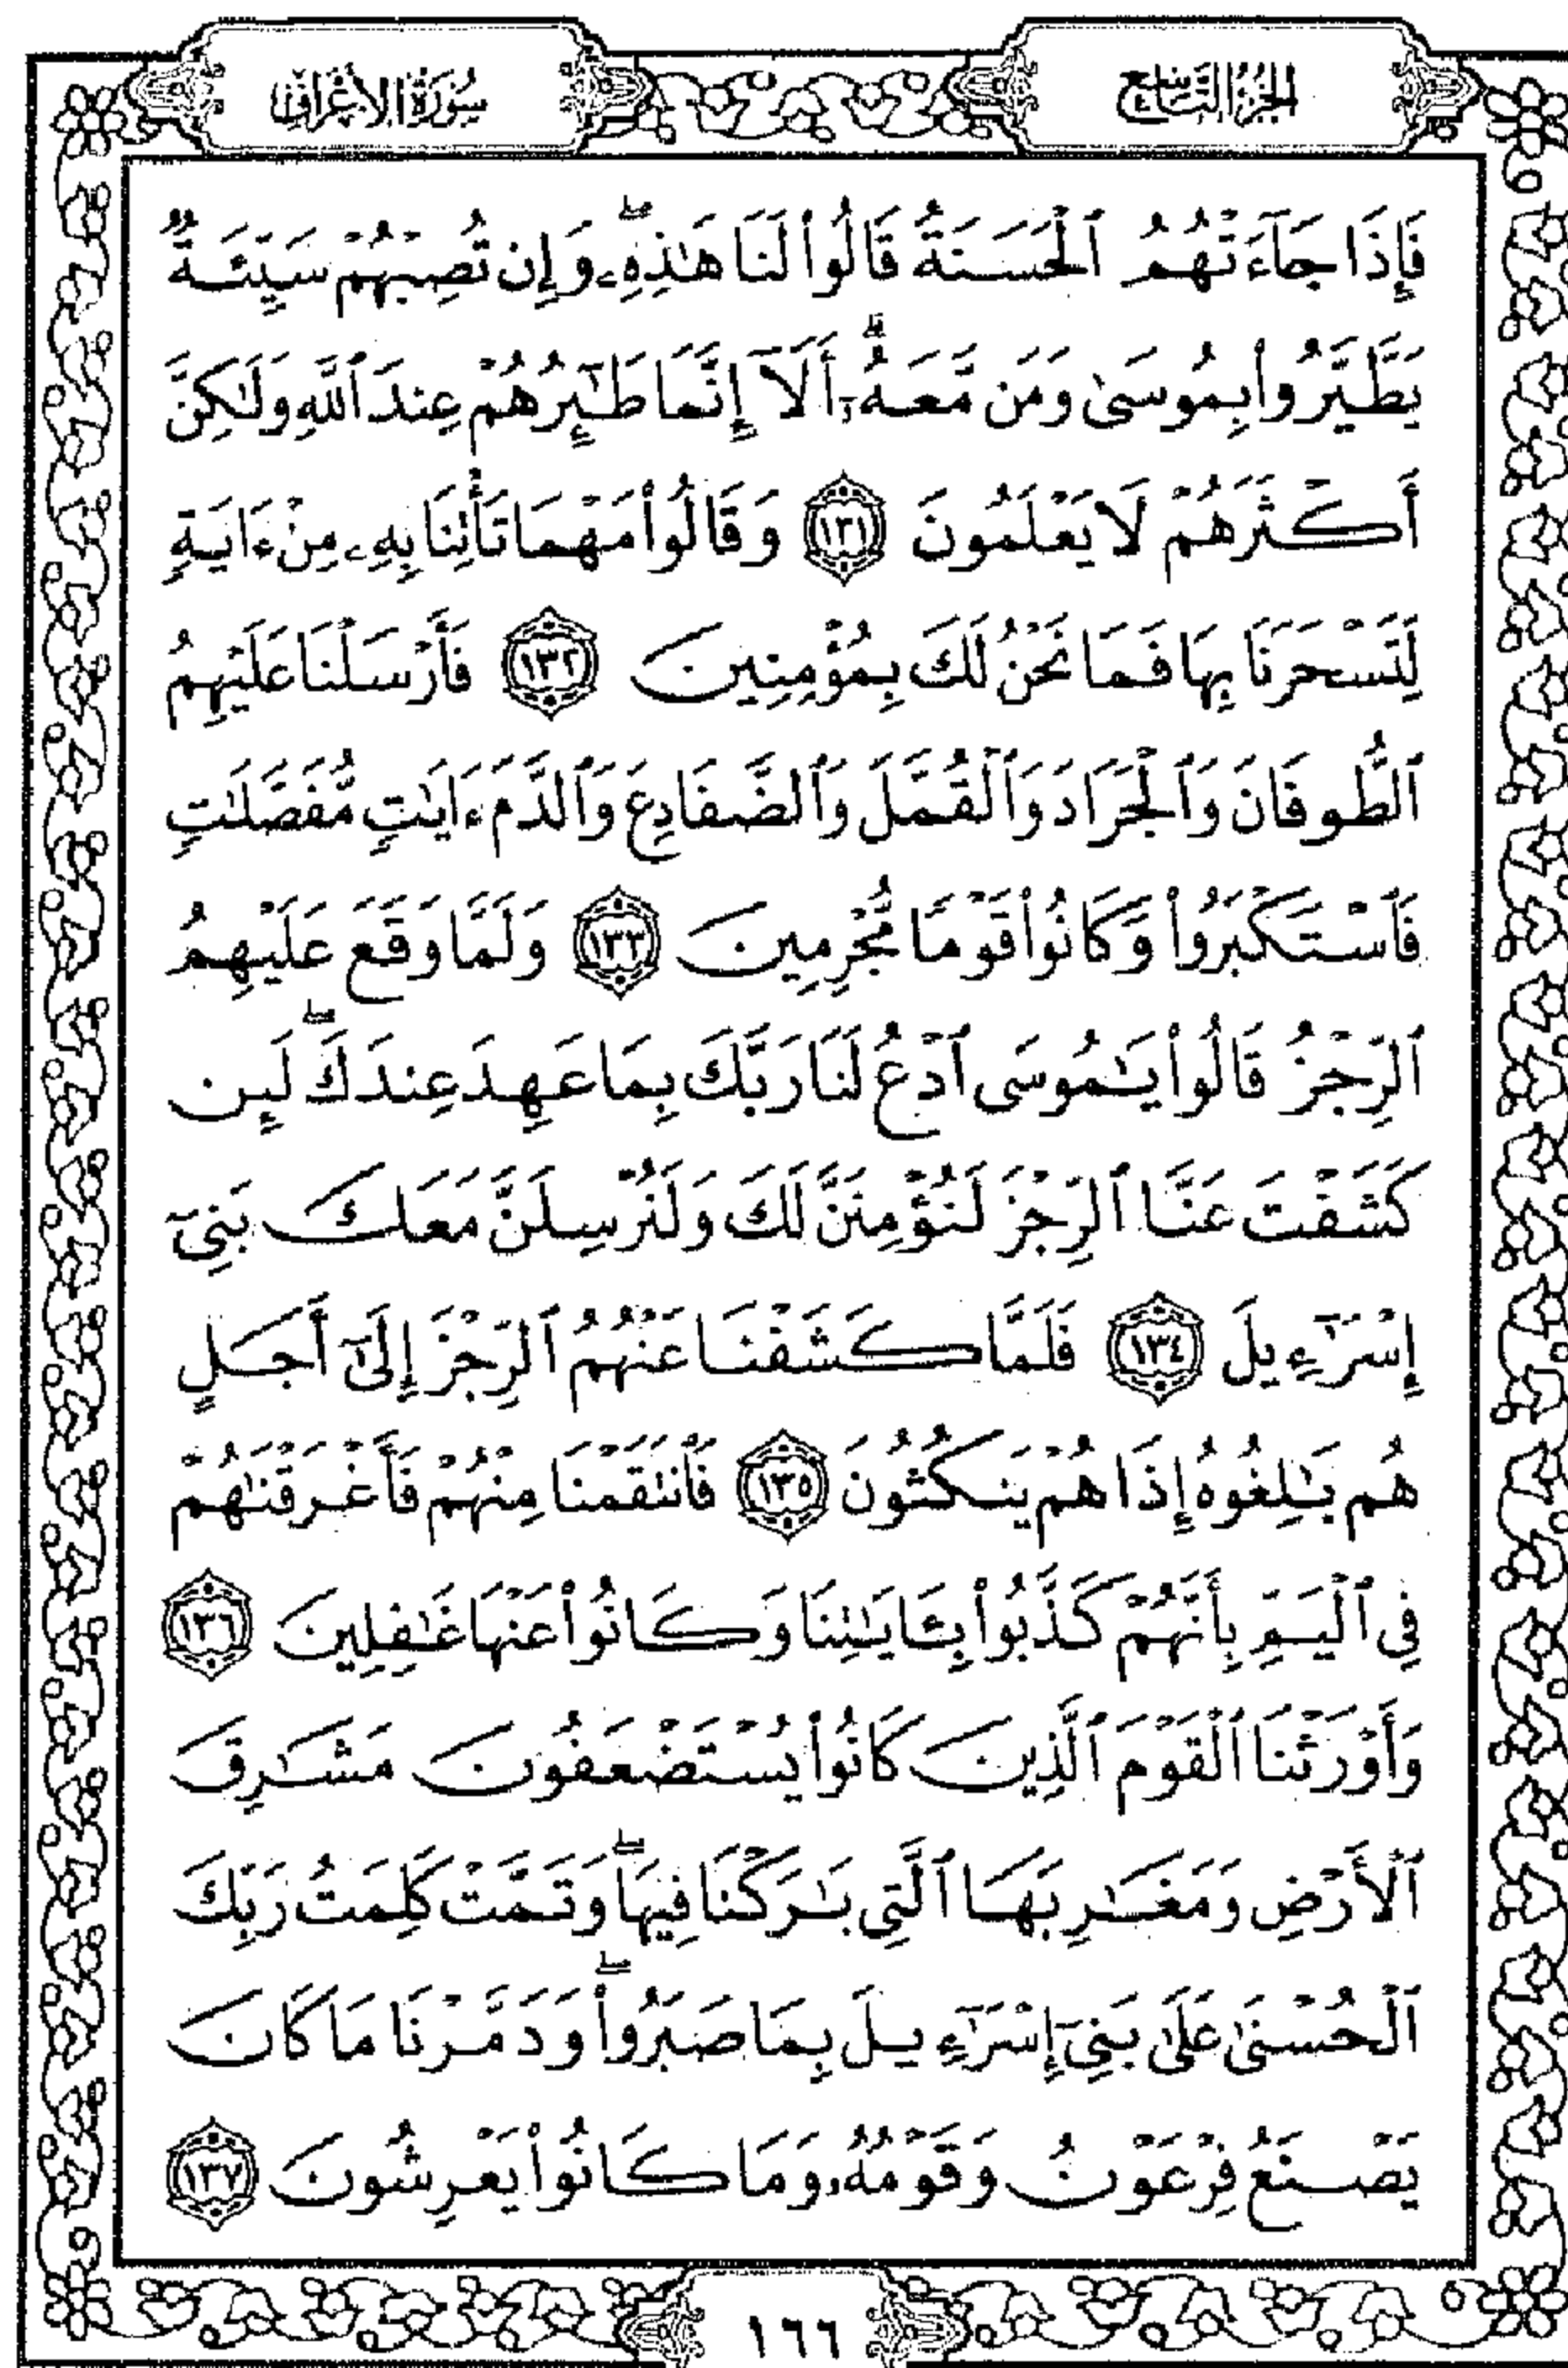 الجزء التاسع
سورة الأعراف
فَإِذَا جَآءَتْهُمُ ٱلْحَسَنَةُ قَالُوا۟ لَنَا هَٰذِهِۦ ۖ وَإِن تُصِبْهُمْ سَيِّئَةٌ
يَطَّيَّرُوا۟ بِمُوسَىٰ وَمَن مَّعَهُۥٓ ۗ أَلَآ إِنَّمَا طَٰٓئِرُهُمْ عِندَ ٱللَّهِ وَلَٰكِنَّ
أَكْثَرَهُمْ لَا يَعْلَمُونَ ١٣١ وَقَالُوا۟ مَهْمَا تَأْتِنَا بِهِۦ مِنْ ءَايَةٍ
لِّتَسْحَرَنَا بِهَا فَمَا نَحْنُ لَكَ بِمُؤْمِنِينَ ١٣٢ فَأَرْسَلْنَا عَلَيْهِمُ
ٱلطُّوفَانَ وَٱلْجَرَادَ وَٱلْقُمَّلَ وَٱلضَّفَادِعَ وَٱلدَّمَ ءَايَٰتٍ مُّفَصَّلَٰتٍ
فَٱسْتَكْبَرُوا۟ وَكَانُوا۟ قَوْمًا مُّجْرِمِينَ ١٣٣ وَلَمَّا وَقَعَ عَلَيْهِمُ
ٱلرِّجْزُ قَالُوا۟ يَٰمُوسَى ٱدْعُ لَنَا رَبَّكَ بِمَا عَهِدَ عِندَكَ ۖ لَئِن
كَشَفْتَ عَنَّا ٱلرِّجْزَ لَنُؤْمِنَنَّ لَكَ وَلَنُرْسِلَنَّ مَعَكَ بَنِىٓ
إِسْرَٰٓءِيلَ ١٣٤ فَلَمَّا كَشَفْنَا عَنْهُمُ ٱلرِّجْزَ إِلَىٰٓ أَجَلٍ
هُم بَٰلِغُوهُ إِذَا هُمْ يَنكُثُونَ ١٣٥ فَٱنتَقَمْنَا مِنْهُمْ فَأَغْرَقْنَٰهُمْ
فِى ٱلْيَمِّ بِأَنَّهُمْ كَذَّبُوا۟ بِـَٔايَٰتِنَا وَكَانُوا۟ عَنْهَا غَٰفِلِينَ ١٣٦
وَأَوْرَثْنَا ٱلْقَوْمَ ٱلَّذِينَ كَانُوا۟ يُسْتَضْعَفُونَ مَشَٰرِقَ
ٱلْأَرْضِ وَمَغَٰرِبَهَا ٱلَّتِى بَٰرَكْنَا فِيهَا ۖ وَتَمَّتْ كَلِمَتُ رَبِّكَ
ٱلْحُسْنَىٰ عَلَىٰ بَنِىٓ إِسْرَٰٓءِيلَ بِمَا صَبَرُوا۟ ۖ وَدَمَّرْنَا مَا كَانَ
يَصْنَعُ فِرْعَوْنُ وَقَوْمُهُۥ وَمَا كَانُوا۟ يَعْرِشُونَ ١٣٧
١٦٦